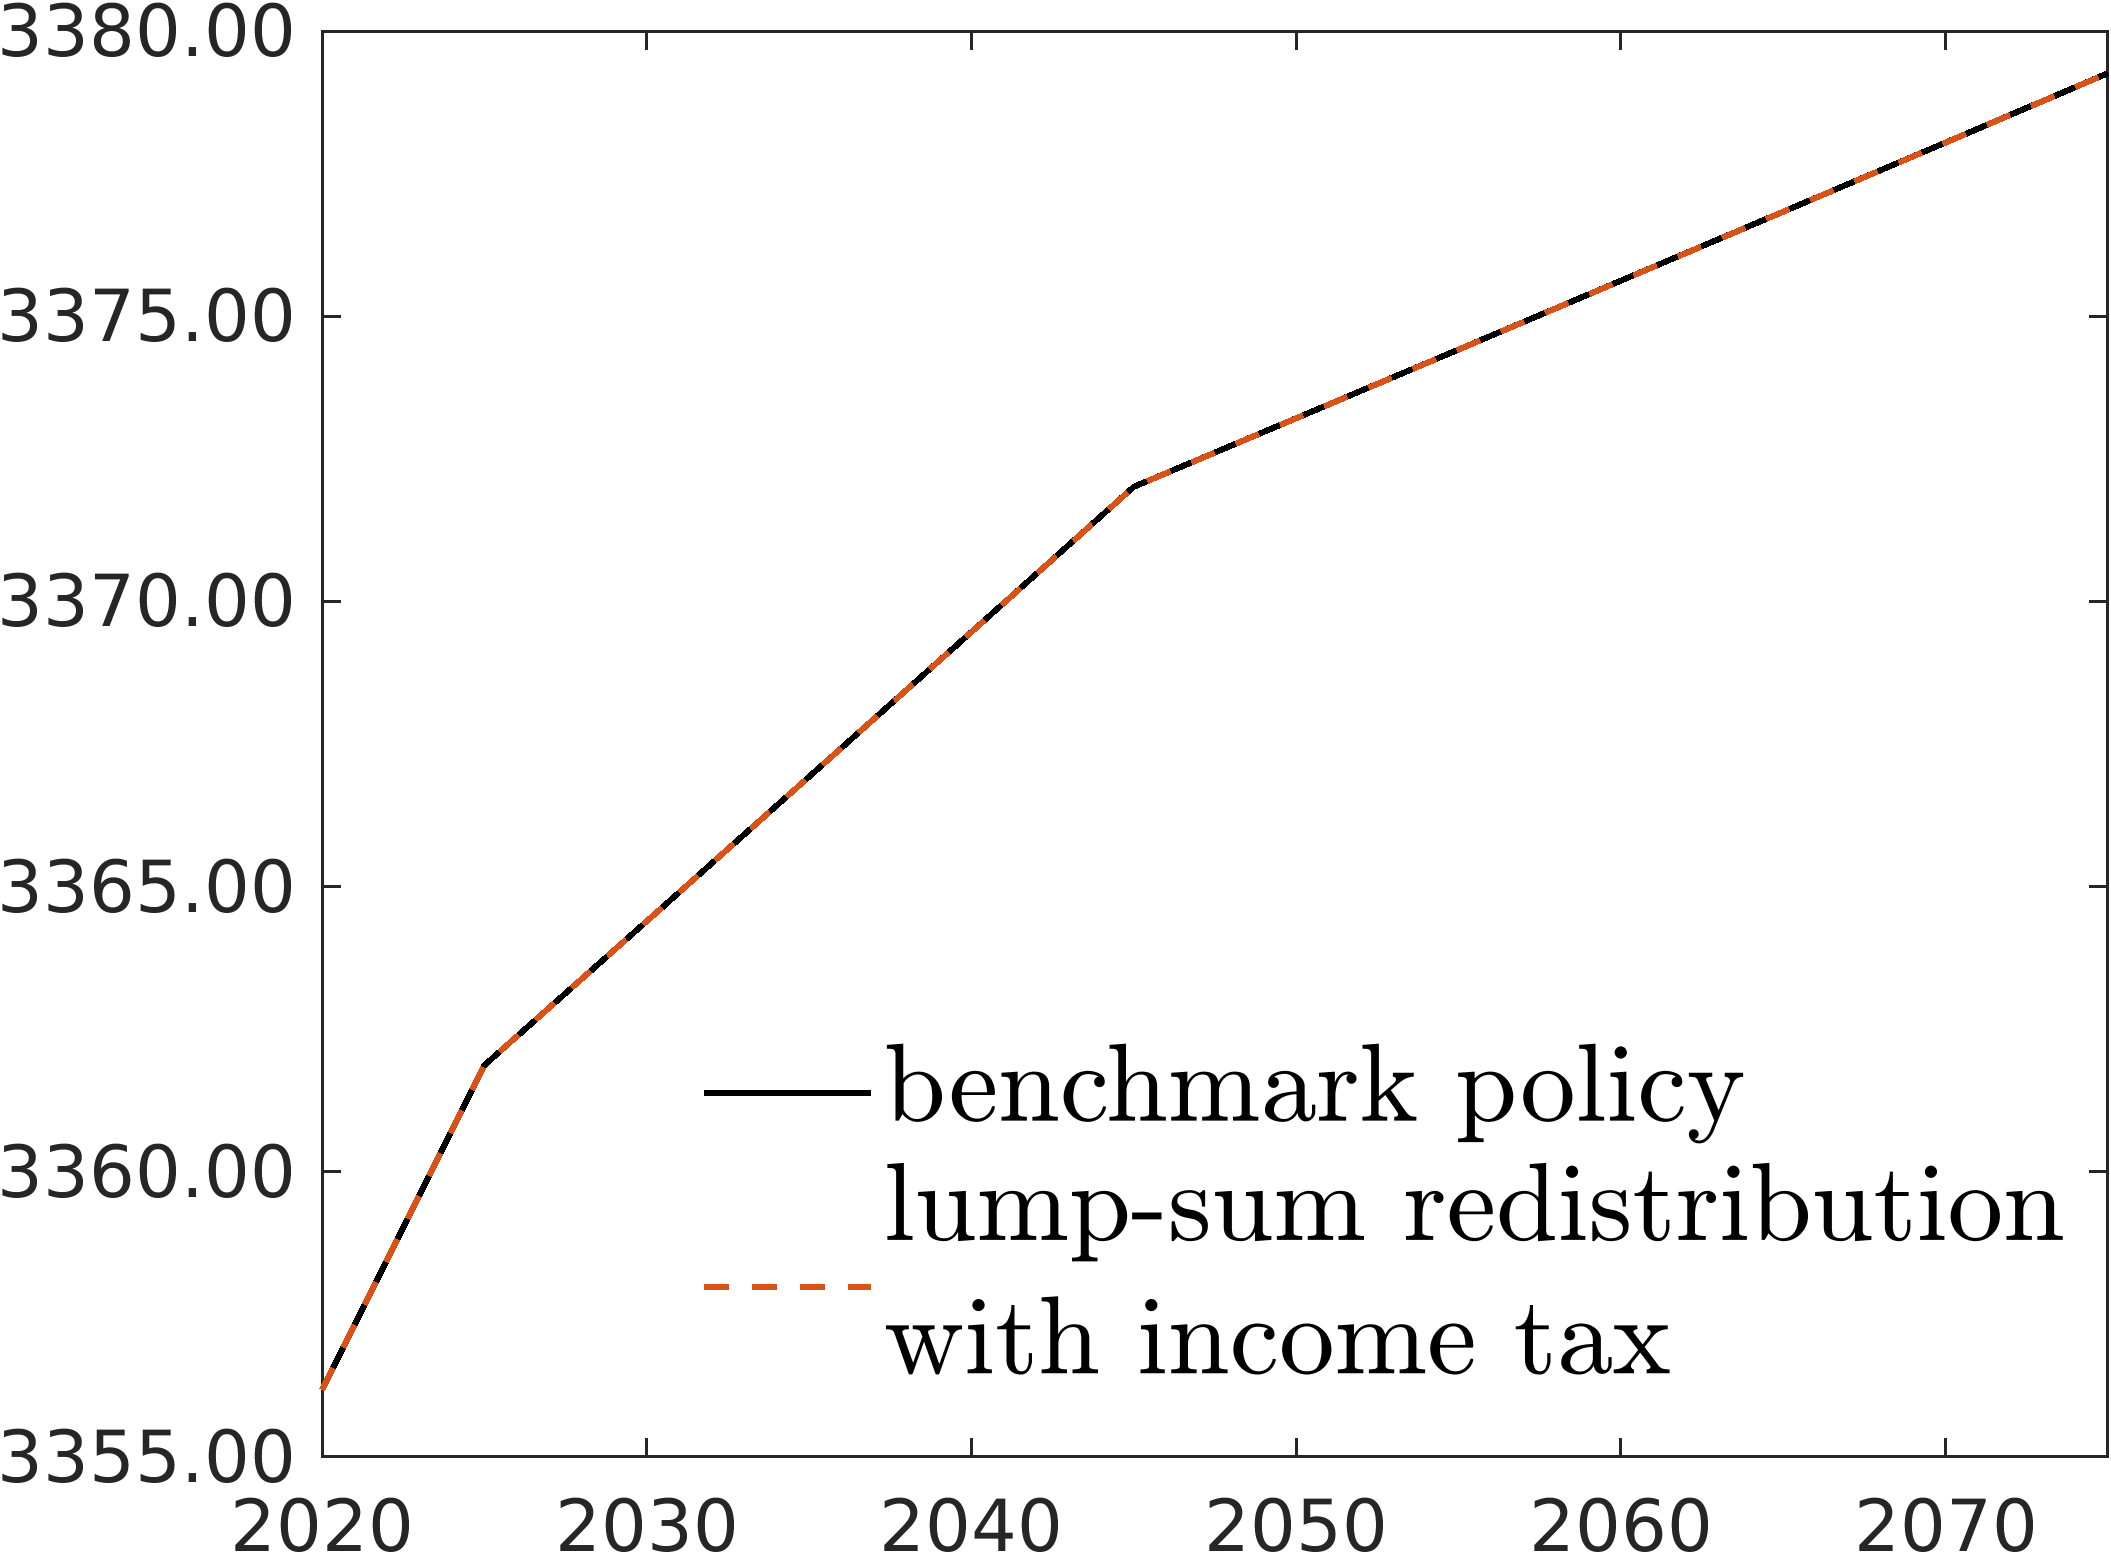 3380.00
3375.00
3370.00
3365.00
3360.00
3355.00
2020 2030 2040 2050 2060 2070
benchmark policy
lump-sum redistribution
with income tax